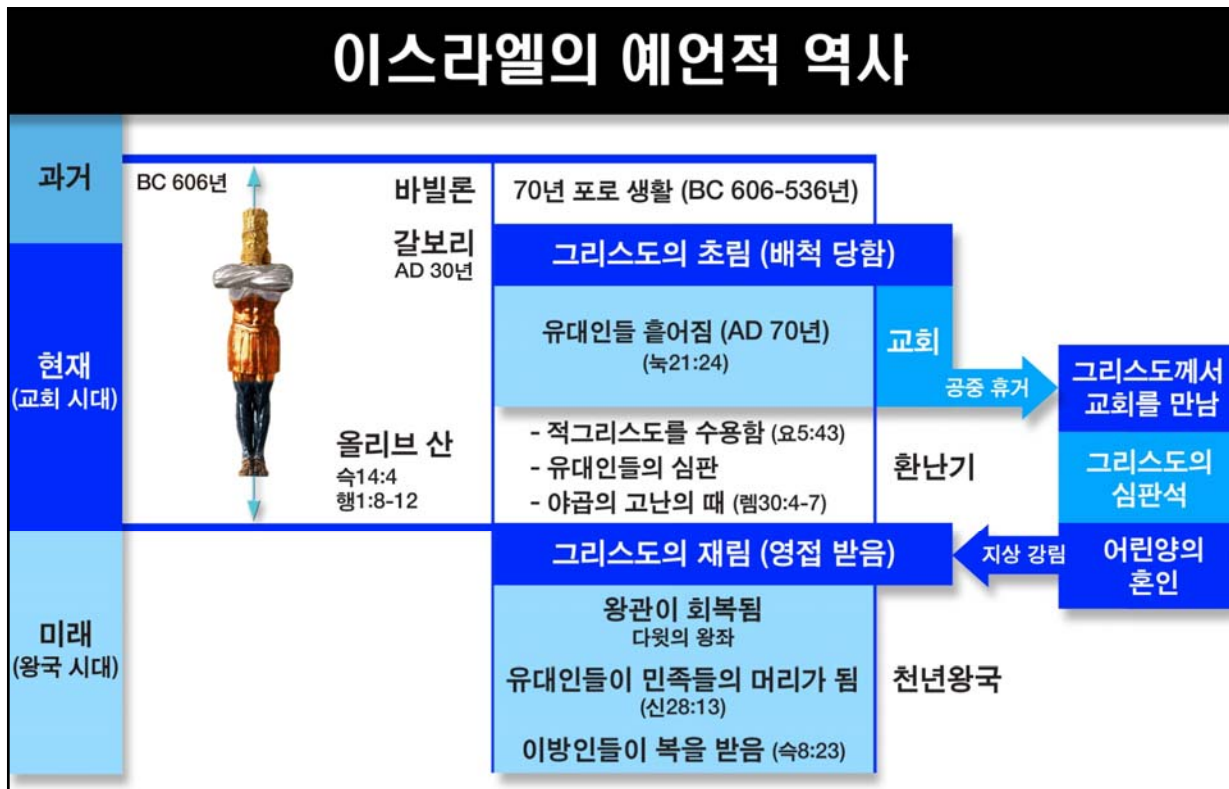 이스라엘의 예언적 역사
과거
BC 606년
바빌론
70년 포로 생활 (BC 606-536년)
갈보리
AD 30년
그리스도의 초림 (배척 당함)
현재
(교회 시대)
유대인들 흩어짐 (AD 70년)
(눅21:24)
교회
공중 휴거
그리스도께서
교회를 만남
올리브 산
슥14:4
행1:8-12
- 적그리스도를 수용함 (요5:43)
- 유대인들의 심판
- 야곱의 고난의 때 (렘30:4-7)
환난기
그리스도의
심판석
그리스도의 재림 (영접 받음)
지상 강림
어린양의
혼인
미래
(왕국 시대)
왕관이 회복됨
다윗의 왕좌
유대인들이 민족들의 머리가 됨
(신28:13)
이방인들이 복을 받음 (슥8:23)
천년왕국